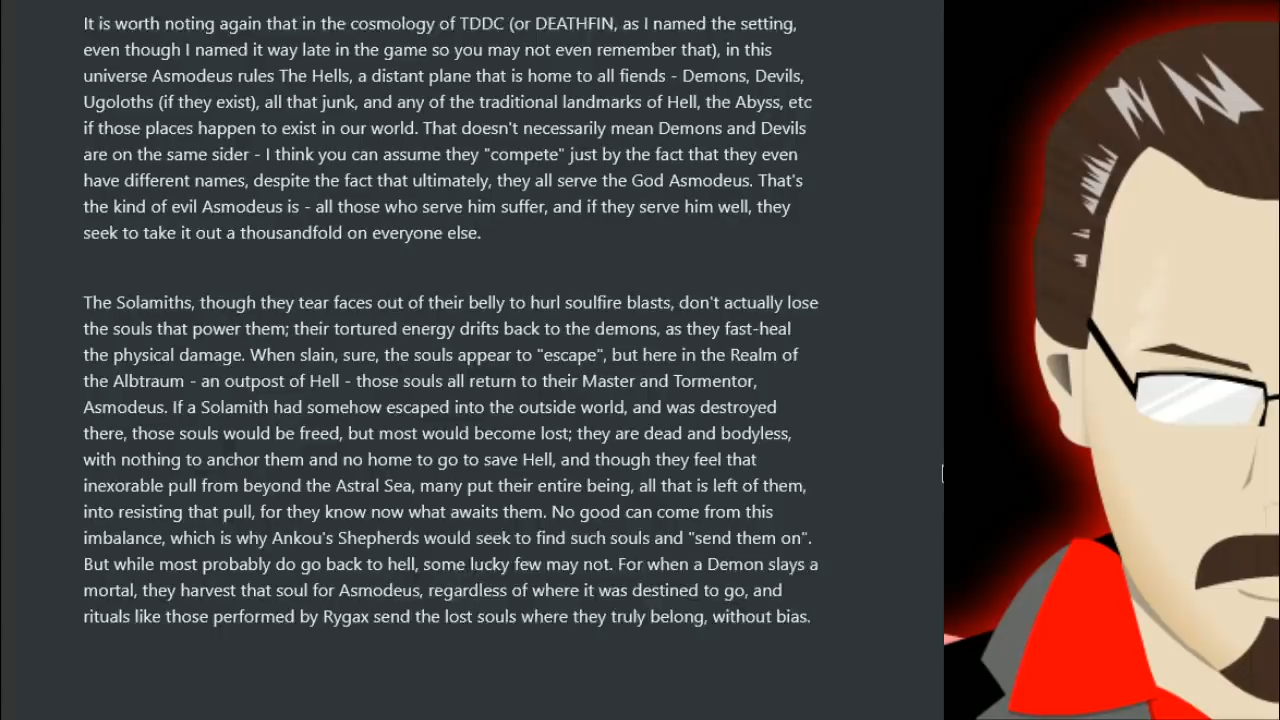 It is worth noting again that in the cosmology of TDDC (or DEATHFIN, as I named the setting,
even though I named it way late in the game so you may not even remember that), in this
universe Asmodeus rules The Hells, a distant plane that is home to all fiends - Demons, Devils,
Ugoloths (if they exist), all that junk, and any of the traditional landmarks of Hell, the Abyss, etc
if those places happen to exist in our world. That doesn't necessarily mean Demons and Devils
are on the same sider - I think you can assume they "compete" just by the fact that they even
have different names, despite the fact that ultimately, they all serve the God Asmodeus. That's
the kind of evil Asmodeus is - all those who serve him suffer, and if they serve him well, they
seek to take it out a thousandfold on everyone else.
The Solamiths, though they tear faces out of their belly to hurl soulfire blasts, don't actually lose
the souls that power them; their tortured energy drifts back to the demons, as they fast-heal
the physical damage. When slain, sure, the souls appear to "escape", but here in the Realm of
the Albtraum - an outpost of Hell - those souls all return to their Master and Tormentor,
Asmodeus. If a Solamith had somehow escaped into the outside world, and was destroyed
there, those souls would be freed, but most would become lost; they are dead and bodyless,
with nothing to anchor them and no home to go to save Hell, and though they feel that
inexorable pull from beyond the Astral Sea, many put their entire being, all that is left of them,
into resisting that pull, for they know now what awaits them. No good can come from this
imbalance, which is why Ankou's Shepherds would seek to find such souls and "send them on".
But while most probably do go back to hell, some lucky few may not. For when a Demon slays a
mortal, they harvest that soul for Asmodeus, regardless of where it was destined to go, and
rituals like those performed by Rygax send the lost souls where they truly belong, without bias.